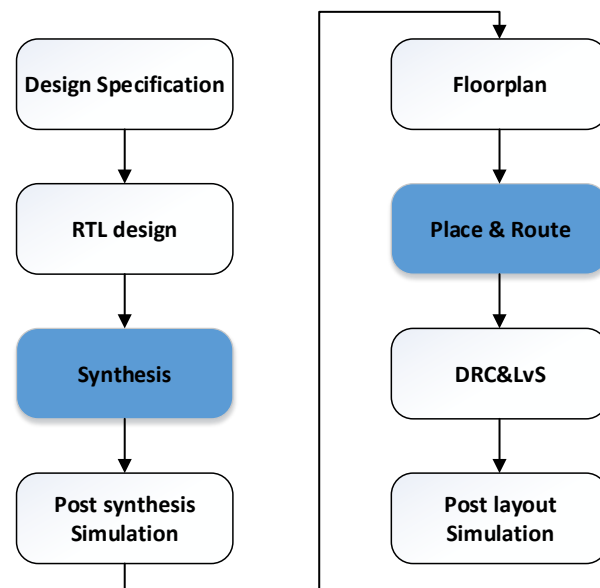 Design Specification
RTL design
Synthesis
Post synthesis
Simulation
Floorplan
Place & Route
DRC&LvS
Post layout
Simulation